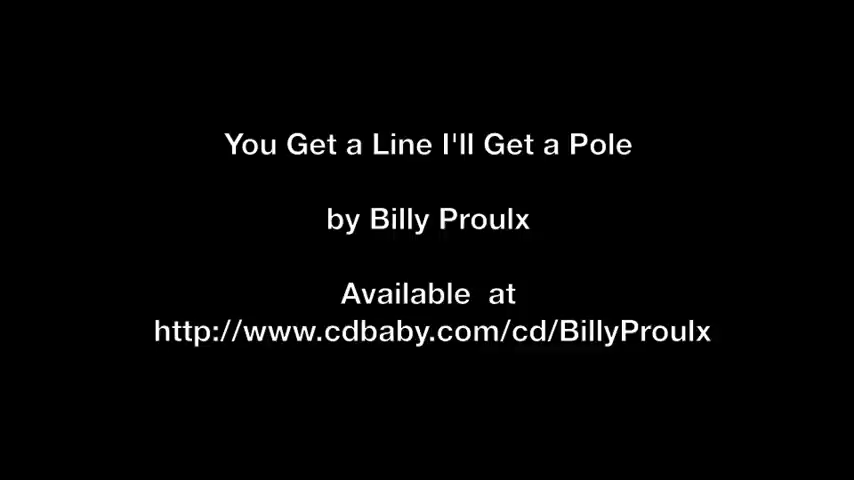 You Get a Line I'll Get a Pole
by Billy Proulx
Available at
http://www.cdbaby.com/cd/BillyProulx